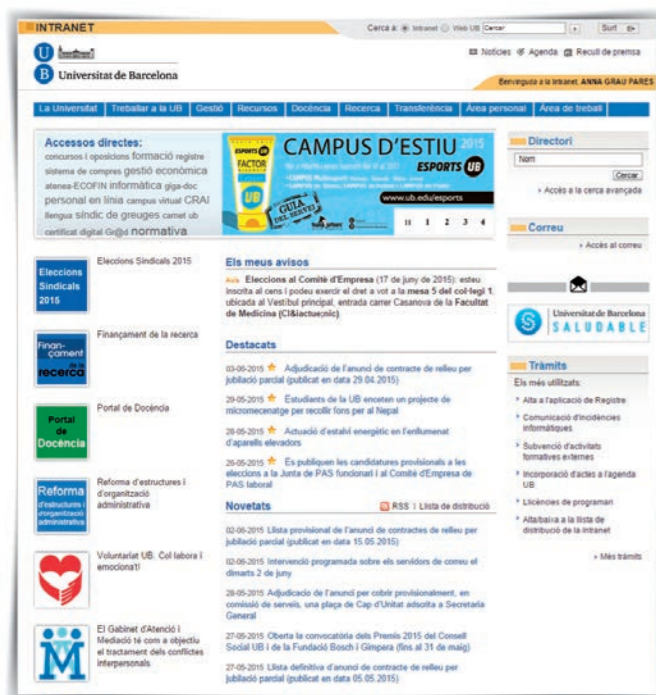 INTRANET
Cerca a: Intranet Web UB Cercar
Surt
U
B
Universitat de Barcelona
Notícies Agenda Recull de premsa
Benvinguda a la Intranet, ANNA GRAU PARES
La Universitat Treballar a la UB Gestió Recursos Docència Recerca Transferència Àrea personal Àrea de treball
Accessos directes:
concursos i oposicions formació registre
sistema de compres gestió econòmica
atenea-ECOFIN informàtica giga-doc
personal en línia campus virtual CRAI
llengua síndic de greuges carnet ub
certificat digital Gr@d normativa
ESPORTS UB
FACTOR
UB
GUIA
DEL SERVEI
CAMPUS D'ESTIU 2015
ESPORTS UB
www.ub.edu/esports
II 1 2 3 4
Directori
Nom
Cercar
Accés a la cerca avançada
Correu
Accés al correu
Universitat de Barcelona
SALUDABLE
Tràmits
Els més utilitzats:
Alta a l'aplicació de Registre
Comunicació d'incidències
informàtiques
Subvenció d'activitats
formatives externes
Incorporació d'actes a l'agenda
UB
Llicències de programari
Alta/baixa a la llista de
distribució de la Intranet
Més tràmits
Eleccions
Sindicals
2015
Eleccions Sindicals 2015
Finan-
çament
de la
recerca
Finançament de la recerca
Portal
de
Docència
Portal de Docència
Reforma
d'estructures i
d'organització
administrativa
Reforma d'estructures i
d'organització
administrativa
Voluntariat UB. Col·labora i
emociona't!
El Gabinet d'Atenció i
Mediació té com a objectiu
el tractament dels conflictes
interpersonals
Els meus avisos
Avís Eleccions al Comitè d'Empresa (17 de juny de 2015): esteu
inscrita al cens i podeu exercir el dret a vot a la mesa 5 del col·legi 1,
ubicada al Vestíbul principal, entrada carrer Casanova de la Facultat
de Medicina (Cl&iactue;nic).
Destacats
03-06-2015 Adjudicació de l'anunci de contracte de relleu per
jubilació parcial (publicat en data 29.04.2015)
29-05-2015 Estudiants de la UB enceten un projecte de
micromecenatge per recollir fons per al Nepal
28-05-2015 Actuació d'estalvi energètic en l'enllumenat
d'aparells elevadors
26-05-2015 Es publiquen les candidatures provisionals a les
eleccions a la Junta de PAS funcionari i al Comitè d'Empresa de
PAS laboral
Novetats RSS | Llista de distribució
02-06-2015 Llista provisional de l'anunci de contractes de relleu per
jubilació parcial (publicat en data 15.05.2015)
02-06-2015 Intervenció programada sobre els servidors de correu el
dimarts 2 de juny
28-05-2015 Adjudicació de l'anunci per cobrir provisionalment, en
comissió de serveis, una plaça de Cap d'Unitat adscrita a Secretaria
General
27-05-2015 Oberta la convocatòria dels Premis 2015 del Consell
Social UB i de la Fundació Bosch i Gimpera (fins al 31 de maig)
27-05-2015 Llista definitiva d'anunci de contracte de relleu per
jubilació parcial (publicat en data 05.05.2015)